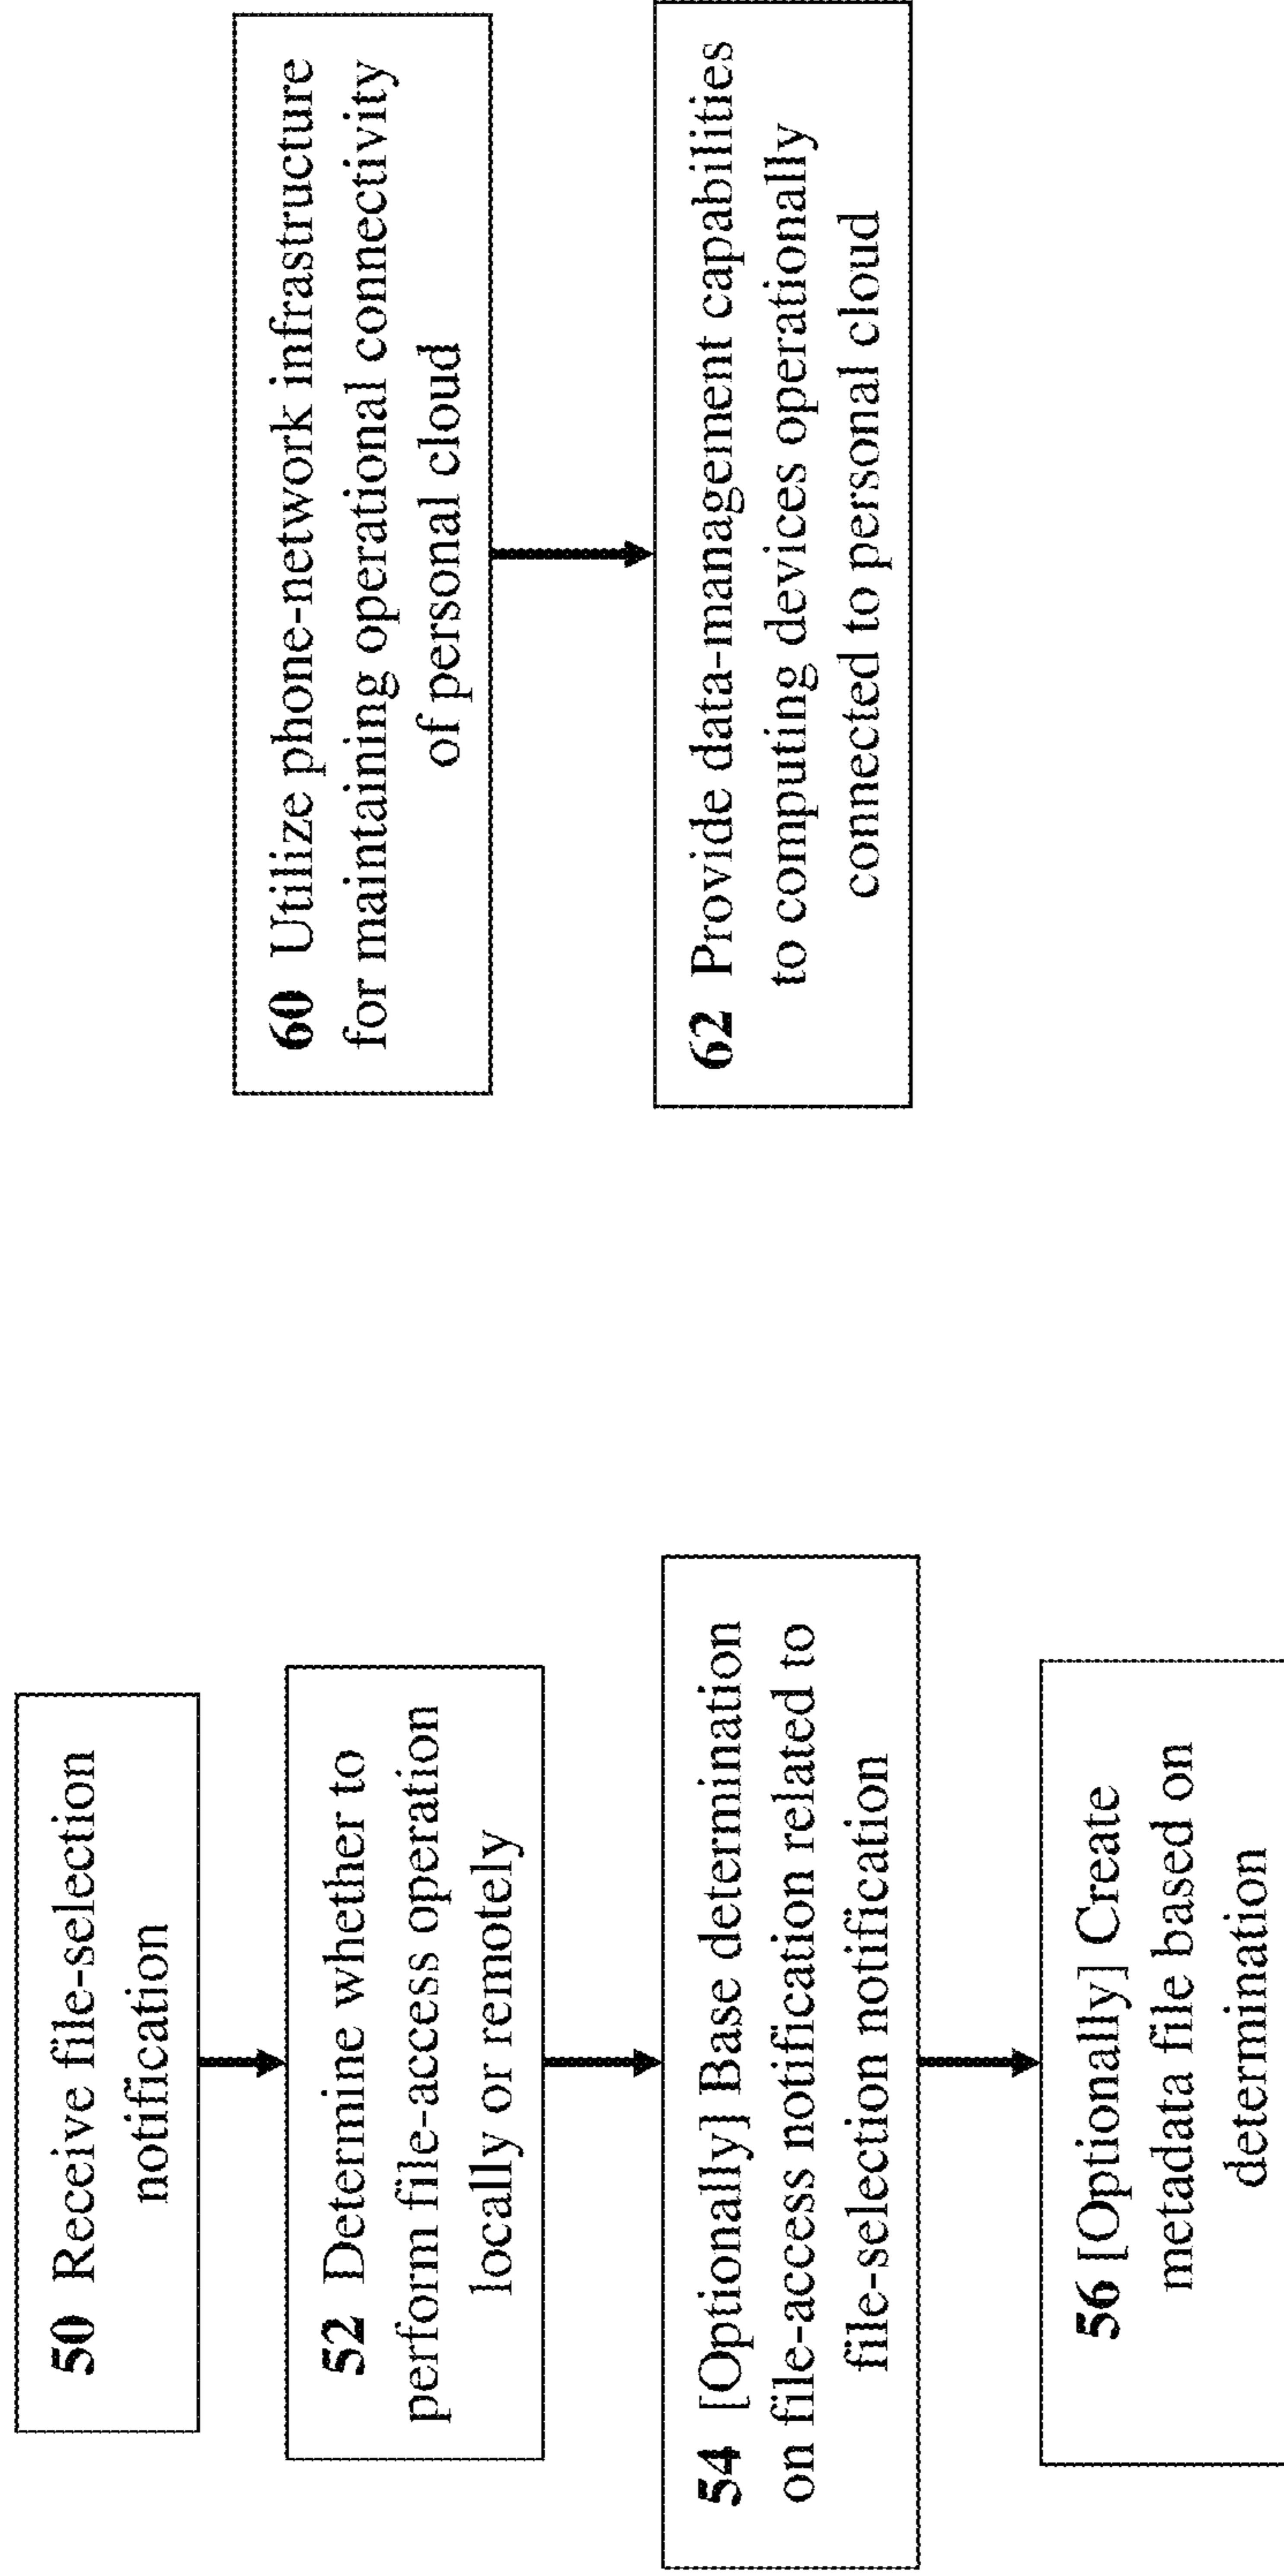 50 Receive file-selection
notification
52 Determine whether to
perform file-access operation
locally or remotely
54 [Optionally] Base determination
on file-access notification related to
file-selection notification
56 [Optionally] Create
metadata file based on
determination
60 Utilize phone-network infrastructure
for maintaining operational connectivity
of personal cloud
62 Provide data-management capabilities
to computing devices operationally
connected to personal cloud